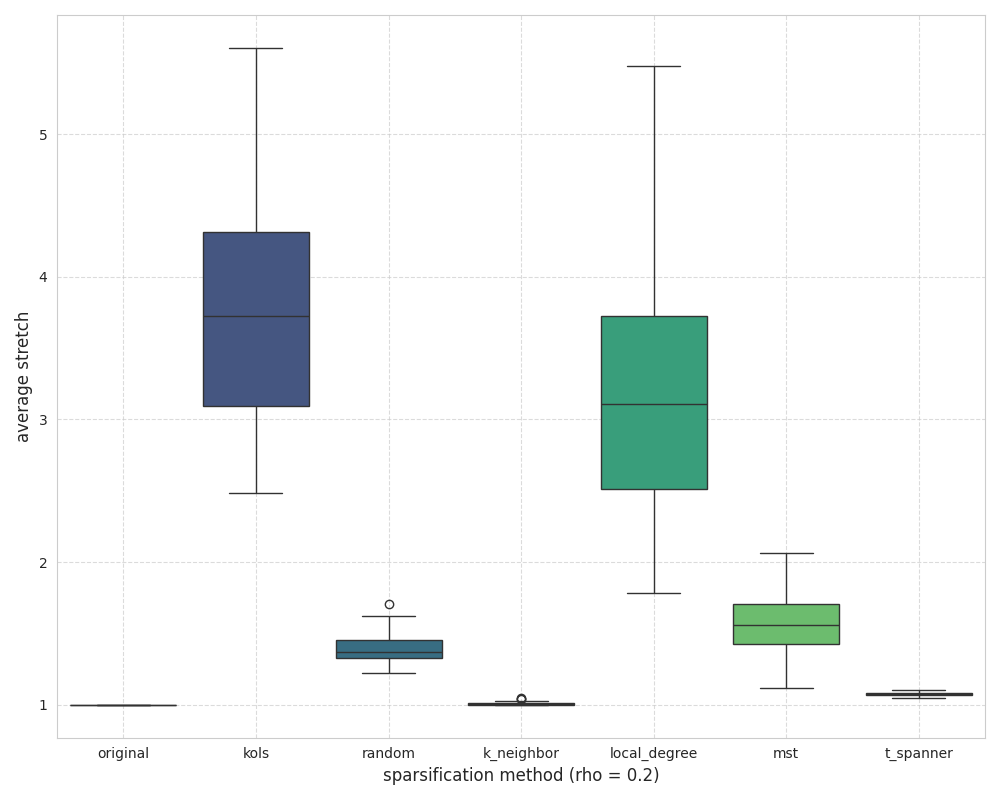 average stretch
5
4
3
2
1
original kols random k_neighbor local_degree mst t_spanner
sparsification method (rho = 0.2)